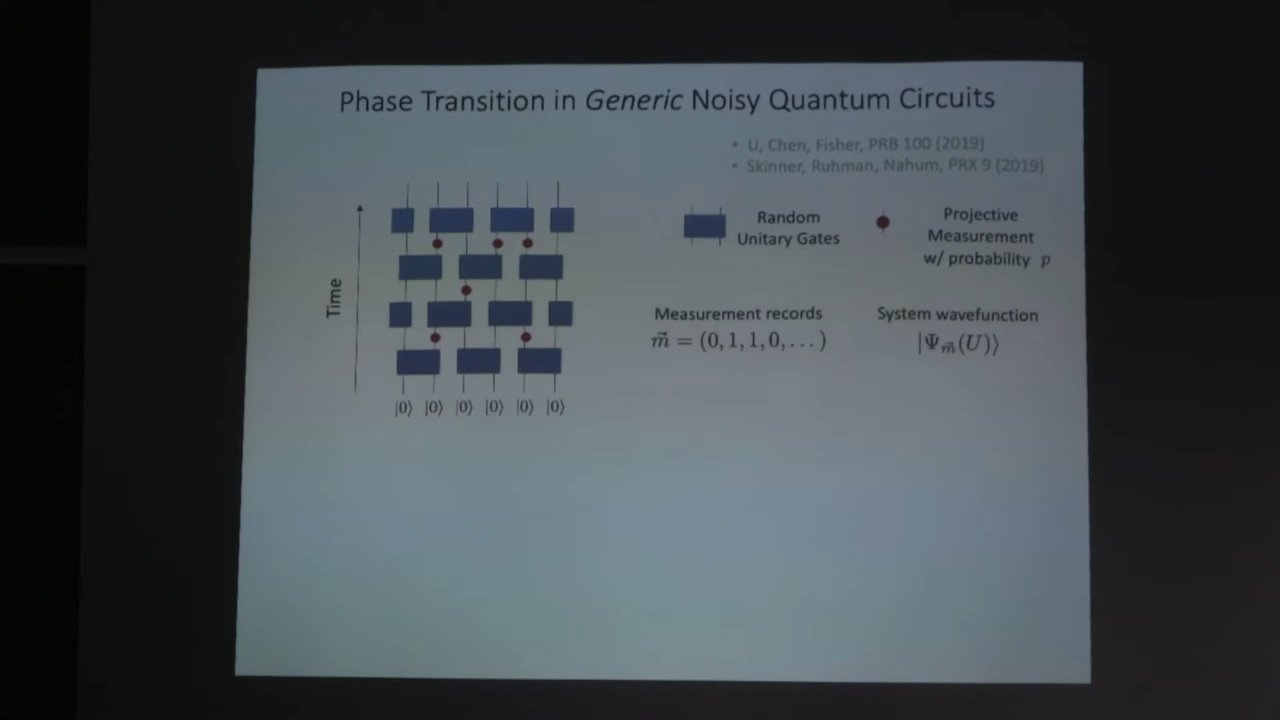 Phase Transition in Generic Noisy Quantum Circuits
• Li, Chen, Fisher, PRB 100 (2019)
• Skinner, Ruhman, Nahum, PRX 9 (2019)
Time
|0⟩ |0⟩ |0⟩ |0⟩ |0⟩ |0⟩
Random
Unitary Gates
Projective
Measurement
w/ probability p
Measurement records
m⃗ = (0, 1, 1, 0, . . . )
System wavefunction
|Ψ_m⃗(U)⟩